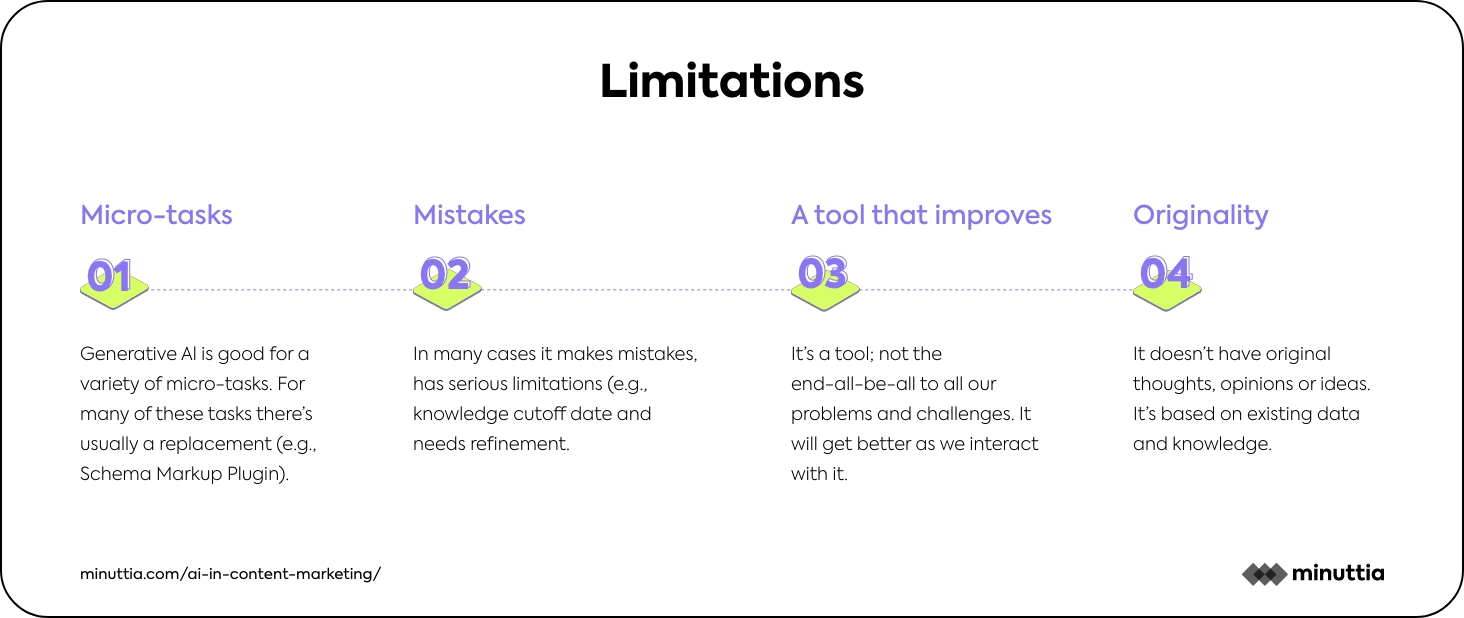 Limitations
Micro-tasks
01
Generative AI is good for a
variety of micro-tasks. For
many of these tasks there's
usually a replacement (e.g.,
Schema Markup Plugin).
Mistakes
02
In many cases it makes mistakes,
has serious limitations (e.g.,
knowledge cutoff date and
needs refinement.
A tool that improves
03
It's a tool; not the
end-all-be-all to all our
problems and challenges. It
will get better as we interact
with it.
Originality
04
It doesn't have original
thoughts, opinions or ideas.
It's based on existing data
and knowledge.
minuttia.com/ai-in-content-marketing/
minuttia